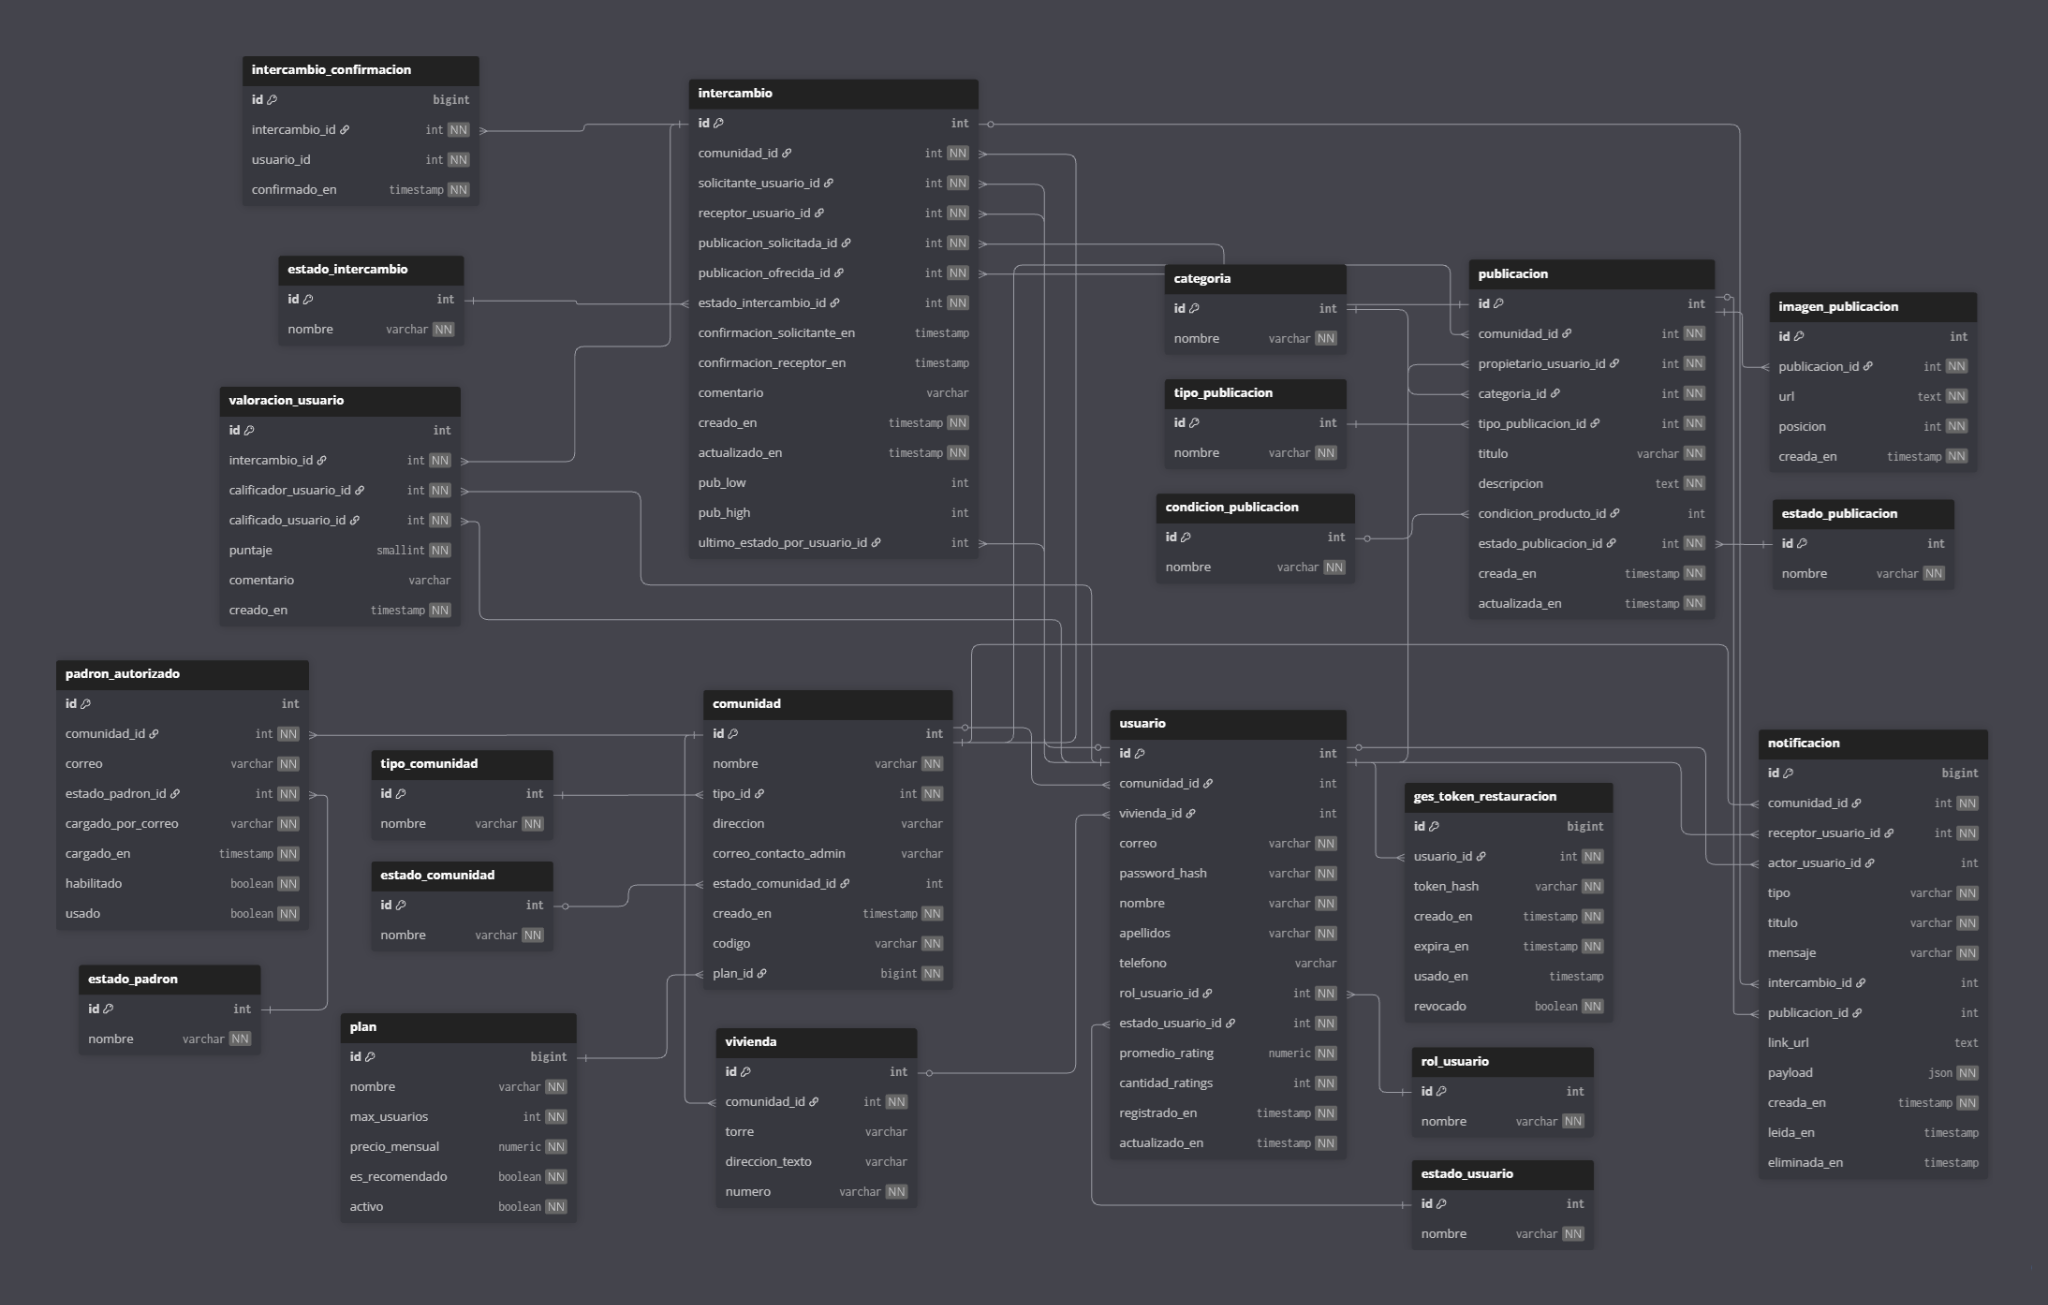 intercambio_confirmacion
id bigint
intercambio_id int NN
usuario_id int NN
confirmado_en timestamp NN
estado_intercambio
id int
nombre varchar NN
valoracion_usuario
id int
intercambio_id int NN
calificador_usuario_id int NN
calificado_usuario_id int NN
puntaje smallint NN
comentario varchar
creado_en timestamp NN
intercambio
id int
comunidad_id int NN
solicitante_usuario_id int NN
receptor_usuario_id int NN
publicacion_solicitada_id int NN
publicacion_ofrecida_id int NN
estado_intercambio_id int NN
confirmacion_solicitante_en timestamp
confirmacion_receptor_en timestamp
comentario varchar
creado_en timestamp NN
actualizado_en timestamp NN
pub_low int
pub_high int
ultimo_estado_por_usuario_id int
categoria
id int
nombre varchar NN
tipo_publicacion
id int
nombre varchar NN
condicion_publicacion
id int
nombre varchar NN
publicacion
id int
comunidad_id int NN
propietario_usuario_id int NN
categoria_id int NN
tipo_publicacion_id int NN
titulo varchar NN
descripcion text NN
condicion_producto_id int
estado_publicacion_id int NN
creada_en timestamp NN
actualizada_en timestamp NN
imagen_publicacion
id int
publicacion_id int NN
url text NN
posicion int NN
creada_en timestamp NN
estado_publicacion
id int
nombre varchar NN
padron_autorizado
id int
comunidad_id int NN
correo varchar NN
estado_padron_id int NN
cargado_por_correo varchar NN
cargado_en timestamp NN
habilitado boolean NN
usado boolean NN
estado_padron
id int
nombre varchar NN
tipo_comunidad
id int
nombre varchar NN
estado_comunidad
id int
nombre varchar NN
plan
id bigint
nombre varchar NN
max_usuarios int NN
precio_mensual numeric NN
es_recomendado boolean NN
activo boolean NN
comunidad
id int
nombre varchar NN
tipo_id int NN
direccion varchar
correo_contacto_admin varchar
estado_comunidad_id int
creado_en timestamp NN
codigo varchar NN
plan_id bigint NN
vivienda
id int
comunidad_id int NN
torre varchar
direccion_texto varchar
numero varchar NN
usuario
id int
comunidad_id int
vivienda_id int
correo varchar NN
password_hash varchar NN
nombre varchar NN
apellidos varchar NN
telefono varchar
rol_usuario_id int NN
estado_usuario_id int NN
promedio_rating numeric NN
cantidad_ratings int NN
registrado_en timestamp NN
actualizado_en timestamp NN
ges_token_restauracion
id bigint
usuario_id int NN
token_hash varchar NN
creado_en timestamp NN
expira_en timestamp NN
usado_en timestamp
revocado boolean NN
rol_usuario
id int
nombre varchar NN
estado_usuario
id int
nombre varchar NN
notificacion
id bigint
comunidad_id int NN
receptor_usuario_id int NN
actor_usuario_id int
tipo varchar NN
titulo varchar NN
mensaje varchar NN
intercambio_id int
publicacion_id int
link_url text
payload json NN
creada_en timestamp NN
leida_en timestamp
eliminada_en timestamp